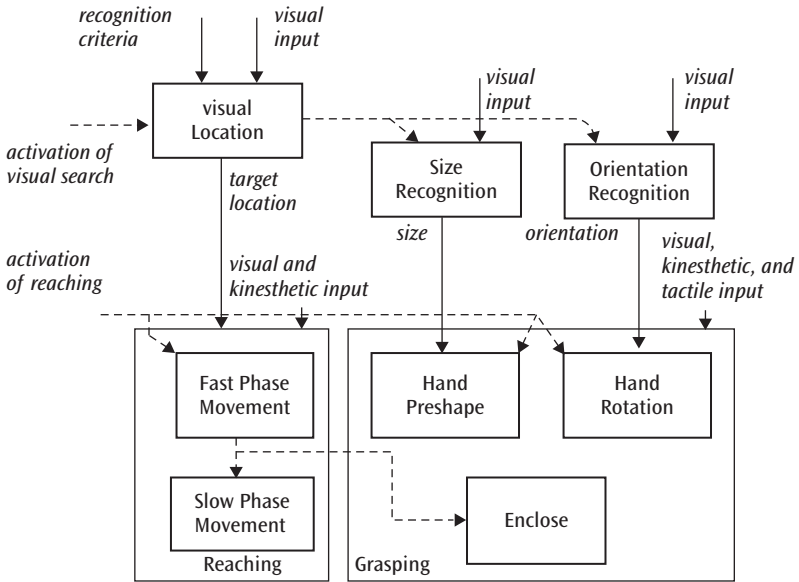 recognition
criteria
visual
input
visual
Location
visual
input
visual
input
activation of
visual search
Size
Recognition
Orientation
Recognition
target
location
size
orientation
activation
of reaching
visual and
kinesthetic input
visual,
kinesthetic, and
tactile input
Fast Phase
Movement
Hand
Preshape
Hand
Rotation
Slow Phase
Movement
Enclose
Reaching
Grasping